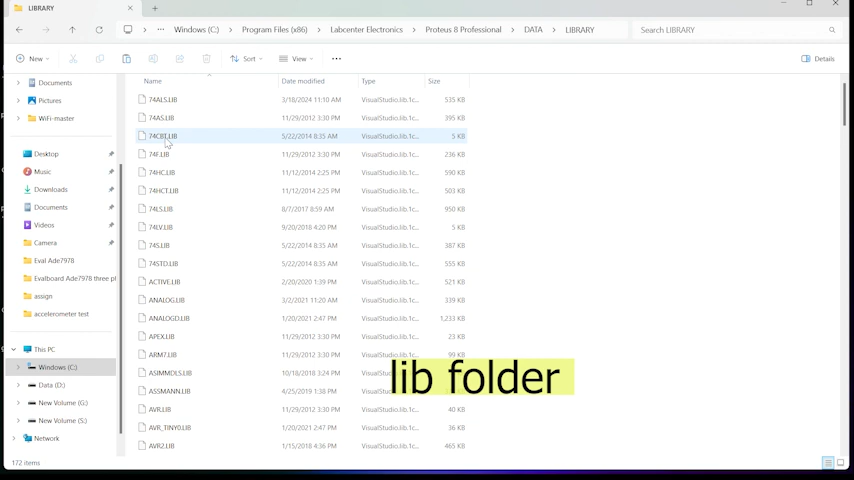 LIBRARY
Windows (C:) > Program Files (x86) > Labcenter Electronics > Proteus 8 Professional > DATA > LIBRARY
Search LIBRARY
New
Sort
View
Details
Name Date modified Type Size
Documents
Pictures
WiFi-master
Desktop
Music
Downloads
Documents
Videos
Camera
Eval Ade7978
Evalboard Ade7978 three pt
assign
accelerometer test
This PC
Windows (C:)
Data (D:)
New Volume (G:)
New Volume (S:)
Network
74ALS.LIB 3/18/2024 11:10 AM VisualStudio.lib.1c... 535 KB
74AS.LIB 11/29/2012 3:30 PM VisualStudio.lib.1c... 395 KB
74CBT.LIB 5/22/2014 8:35 AM VisualStudio.lib.1c... 5 KB
74F.LIB 11/29/2012 3:30 PM VisualStudio.lib.1c... 236 KB
74HC.LIB 11/12/2014 2:25 PM VisualStudio.lib.1c... 590 KB
74HCT.LIB 11/12/2014 2:25 PM VisualStudio.lib.1c... 503 KB
74LS.LIB 8/7/2017 8:59 AM VisualStudio.lib.1c... 950 KB
74LV.LIB 9/20/2018 4:20 PM VisualStudio.lib.1c... 5 KB
74S.LIB 5/22/2014 8:35 AM VisualStudio.lib.1c... 387 KB
74STD.LIB 5/22/2014 8:35 AM VisualStudio.lib.1c... 555 KB
ACTIVE.LIB 2/20/2020 1:39 PM VisualStudio.lib.1c... 521 KB
ANALOG.LIB 3/2/2021 11:20 AM VisualStudio.lib.1c... 339 KB
ANALOGD.LIB 1/20/2021 2:47 PM VisualStudio.lib.1c... 1,233 KB
APEX.LIB 11/29/2012 3:30 PM VisualStudio.lib.1c... 23 KB
ARM7.LIB 11/29/2012 3:30 PM VisualStudio.lib.1c... 99 KB
ASIMMDLS.LIB 10/18/2018 3:24 PM
ASSMANN.LIB 4/25/2019 1:38 PM
AVR.LIB 11/29/2012 3:30 PM VisualStudio.lib.1c... 40 KB
AVR_TINY0.LIB 1/20/2021 2:47 PM VisualStudio.lib.1c... 36 KB
AVR2.LIB 1/15/2018 4:36 PM VisualStudio.lib.1c... 465 KB
lib folder
172 items